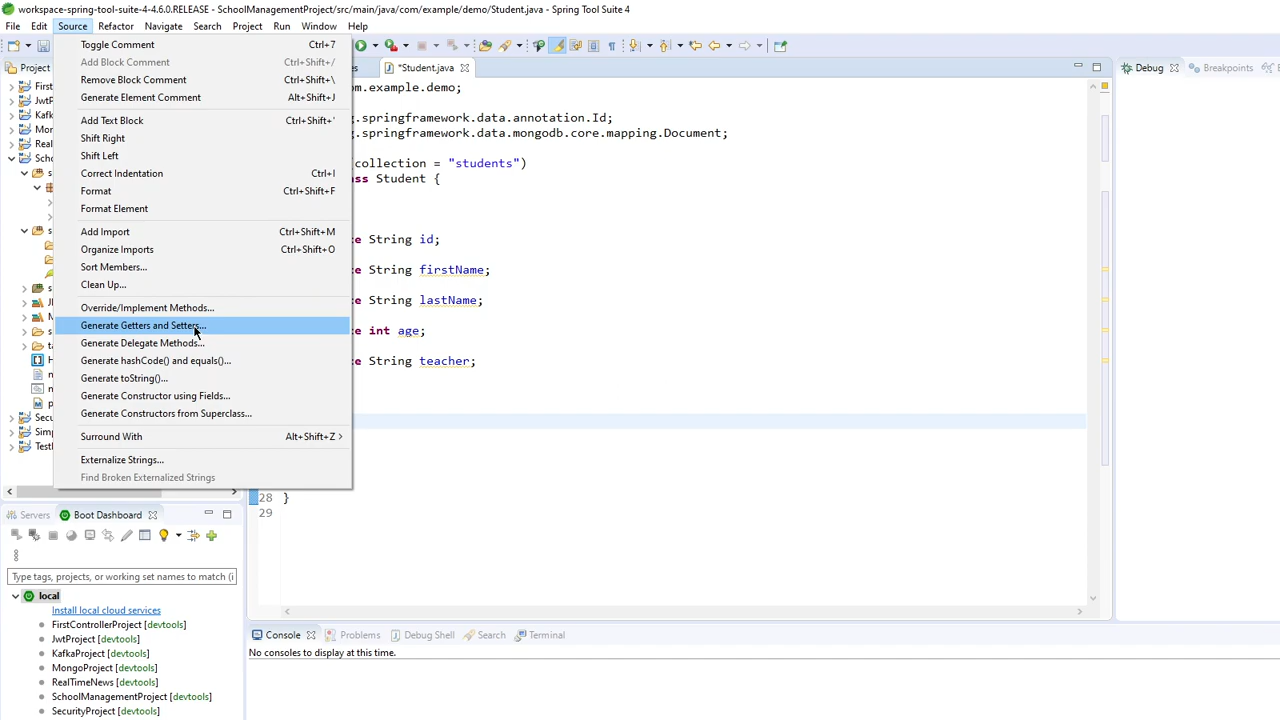 workspace-spring-tool-suite-4-4.6.0.RELEASE - SchoolManagementProject/src/main/java/com/example/demo/Student.java - Spring Tool Suite 4
File Edit Source Refactor Navigate Search Project Run Window Help
Project
*Student.java
Debug
Breakpoints
Toggle Comment Ctrl+7
Add Block Comment Ctrl+Shift+/
Remove Block Comment Ctrl+Shift+\
Generate Element Comment Alt+Shift+J
Add Text Block Ctrl+Shift+'
Shift Right
Shift Left
Correct Indentation Ctrl+I
Format Ctrl+Shift+F
Format Element
Add Import Ctrl+Shift+M
Organize Imports Ctrl+Shift+O
Sort Members...
Clean Up...
Override/Implement Methods...
Generate Getters and Setters...
Generate Delegate Methods...
Generate hashCode() and equals()...
Generate toString()...
Generate Constructor using Fields...
Generate Constructors from Superclass...
Surround With Alt+Shift+Z
Externalize Strings...
Find Broken Externalized Strings
First
JwtP
Kafk
Mon
Real
Scho
Secu
Sim
Test
om.example.demo;
g.springframework.data.annotation.Id;
g.springframework.data.mongodb.core.mapping.Document;
collection = "students")
ss Student {
e String id;
e String firstName;
e String lastName;
e int age;
e String teacher;
28 }
29
Servers Boot Dashboard
Type tags, projects, or working set names to match (i
local
Install local cloud services
FirstControllerProject [devtools]
JwtProject [devtools]
KafkaProject [devtools]
MongoProject [devtools]
RealTimeNews [devtools]
SchoolManagementProject [devtools]
SecurityProject [devtools]
Console Problems Debug Shell Search Terminal
No consoles to display at this time.